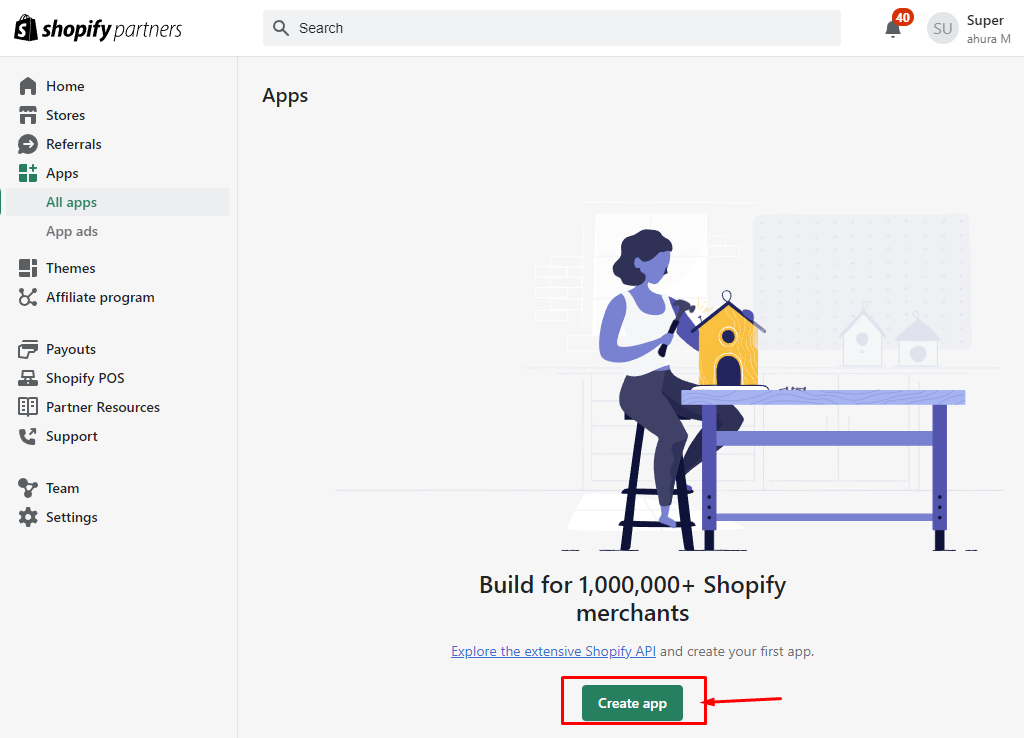 shopify partners
Search
40
SU
Super
ahura M
Home
Stores
Referrals
Apps
All apps
App ads
Themes
Affiliate program
Payouts
Shopify POS
Partner Resources
Support
Team
Settings
Apps
Build for 1,000,000+ Shopify
merchants
Explore the extensive Shopify API and create your first app.
Create app